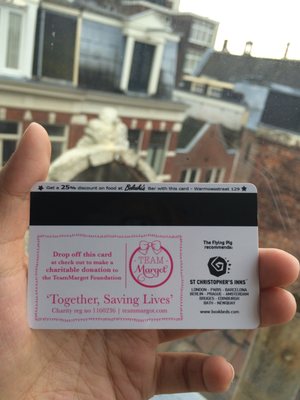 ★ Get a 25% discount on food at Belushi's Bar with this card - Warmoesstraat 129 ★
Drop off this card
at check out to make a
charitable donation to
the TeamMargot Foundation
TEAM
Margot
'Together, Saving Lives'
Charity reg no 1160236 | teammargot.com
The Flying Pig
recommends:
ST CHRISTOPHER'S INNS
LONDON · PARIS · BARCELONA
BERLIN · PRAGUE · AMSTERDAM
BRUGES · EDINBURGH
BATH · NEWQUAY
www.bookbeds.com